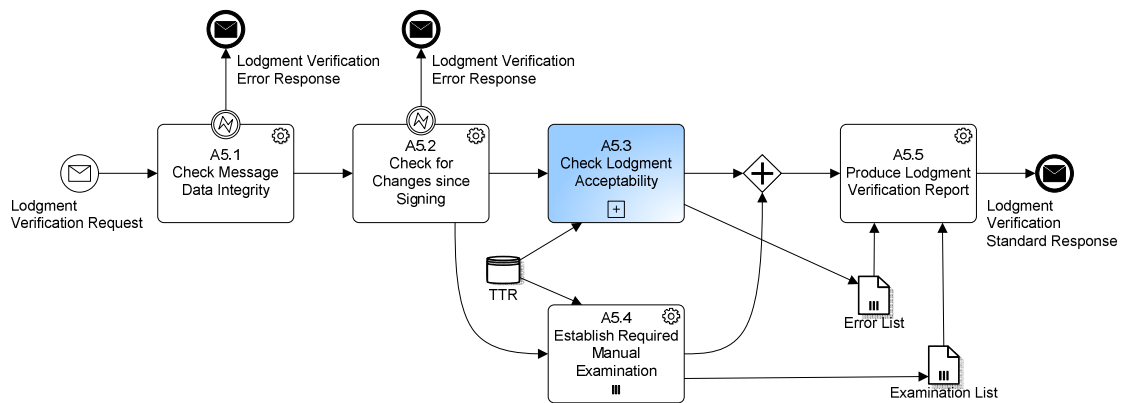 Lodgment Verification
Error Response
Lodgment Verification
Error Response
A5.1
Check Message
Data Integrity
A5.2
Check for
Changes since
Signing
A5.3
Check Lodgment
Acceptability
A5.5
Produce Lodgment
Verification Report
Lodgment
Verification Request
Lodgment
Verification
Standard Response
TTR
A5.4
Establish Required
Manual
Examination
Error List
Examination List